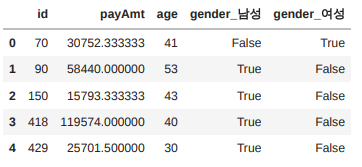 id payAmt age gender_남성 gender_여성
0 70 30752.333333 41 False True
1 90 58440.000000 53 True False
2 150 15793.333333 43 True False
3 418 119574.000000 40 True False
4 429 25701.500000 30 True False